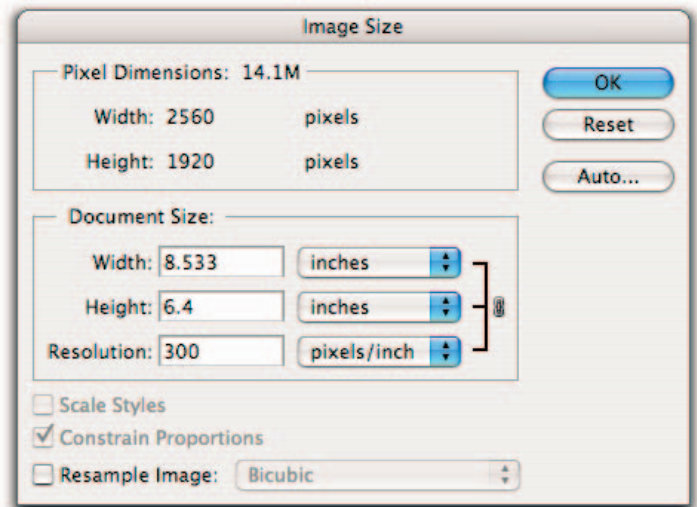 Image Size
Pixel Dimensions: 14.1M
Width: 2560 pixels
Height: 1920 pixels
OK
Reset
Auto...
Document Size:
Width: 8.533 inches
Height: 6.4 inches
Resolution: 300 pixels/inch
Scale Styles
Constrain Proportions
Resample Image: Bicubic